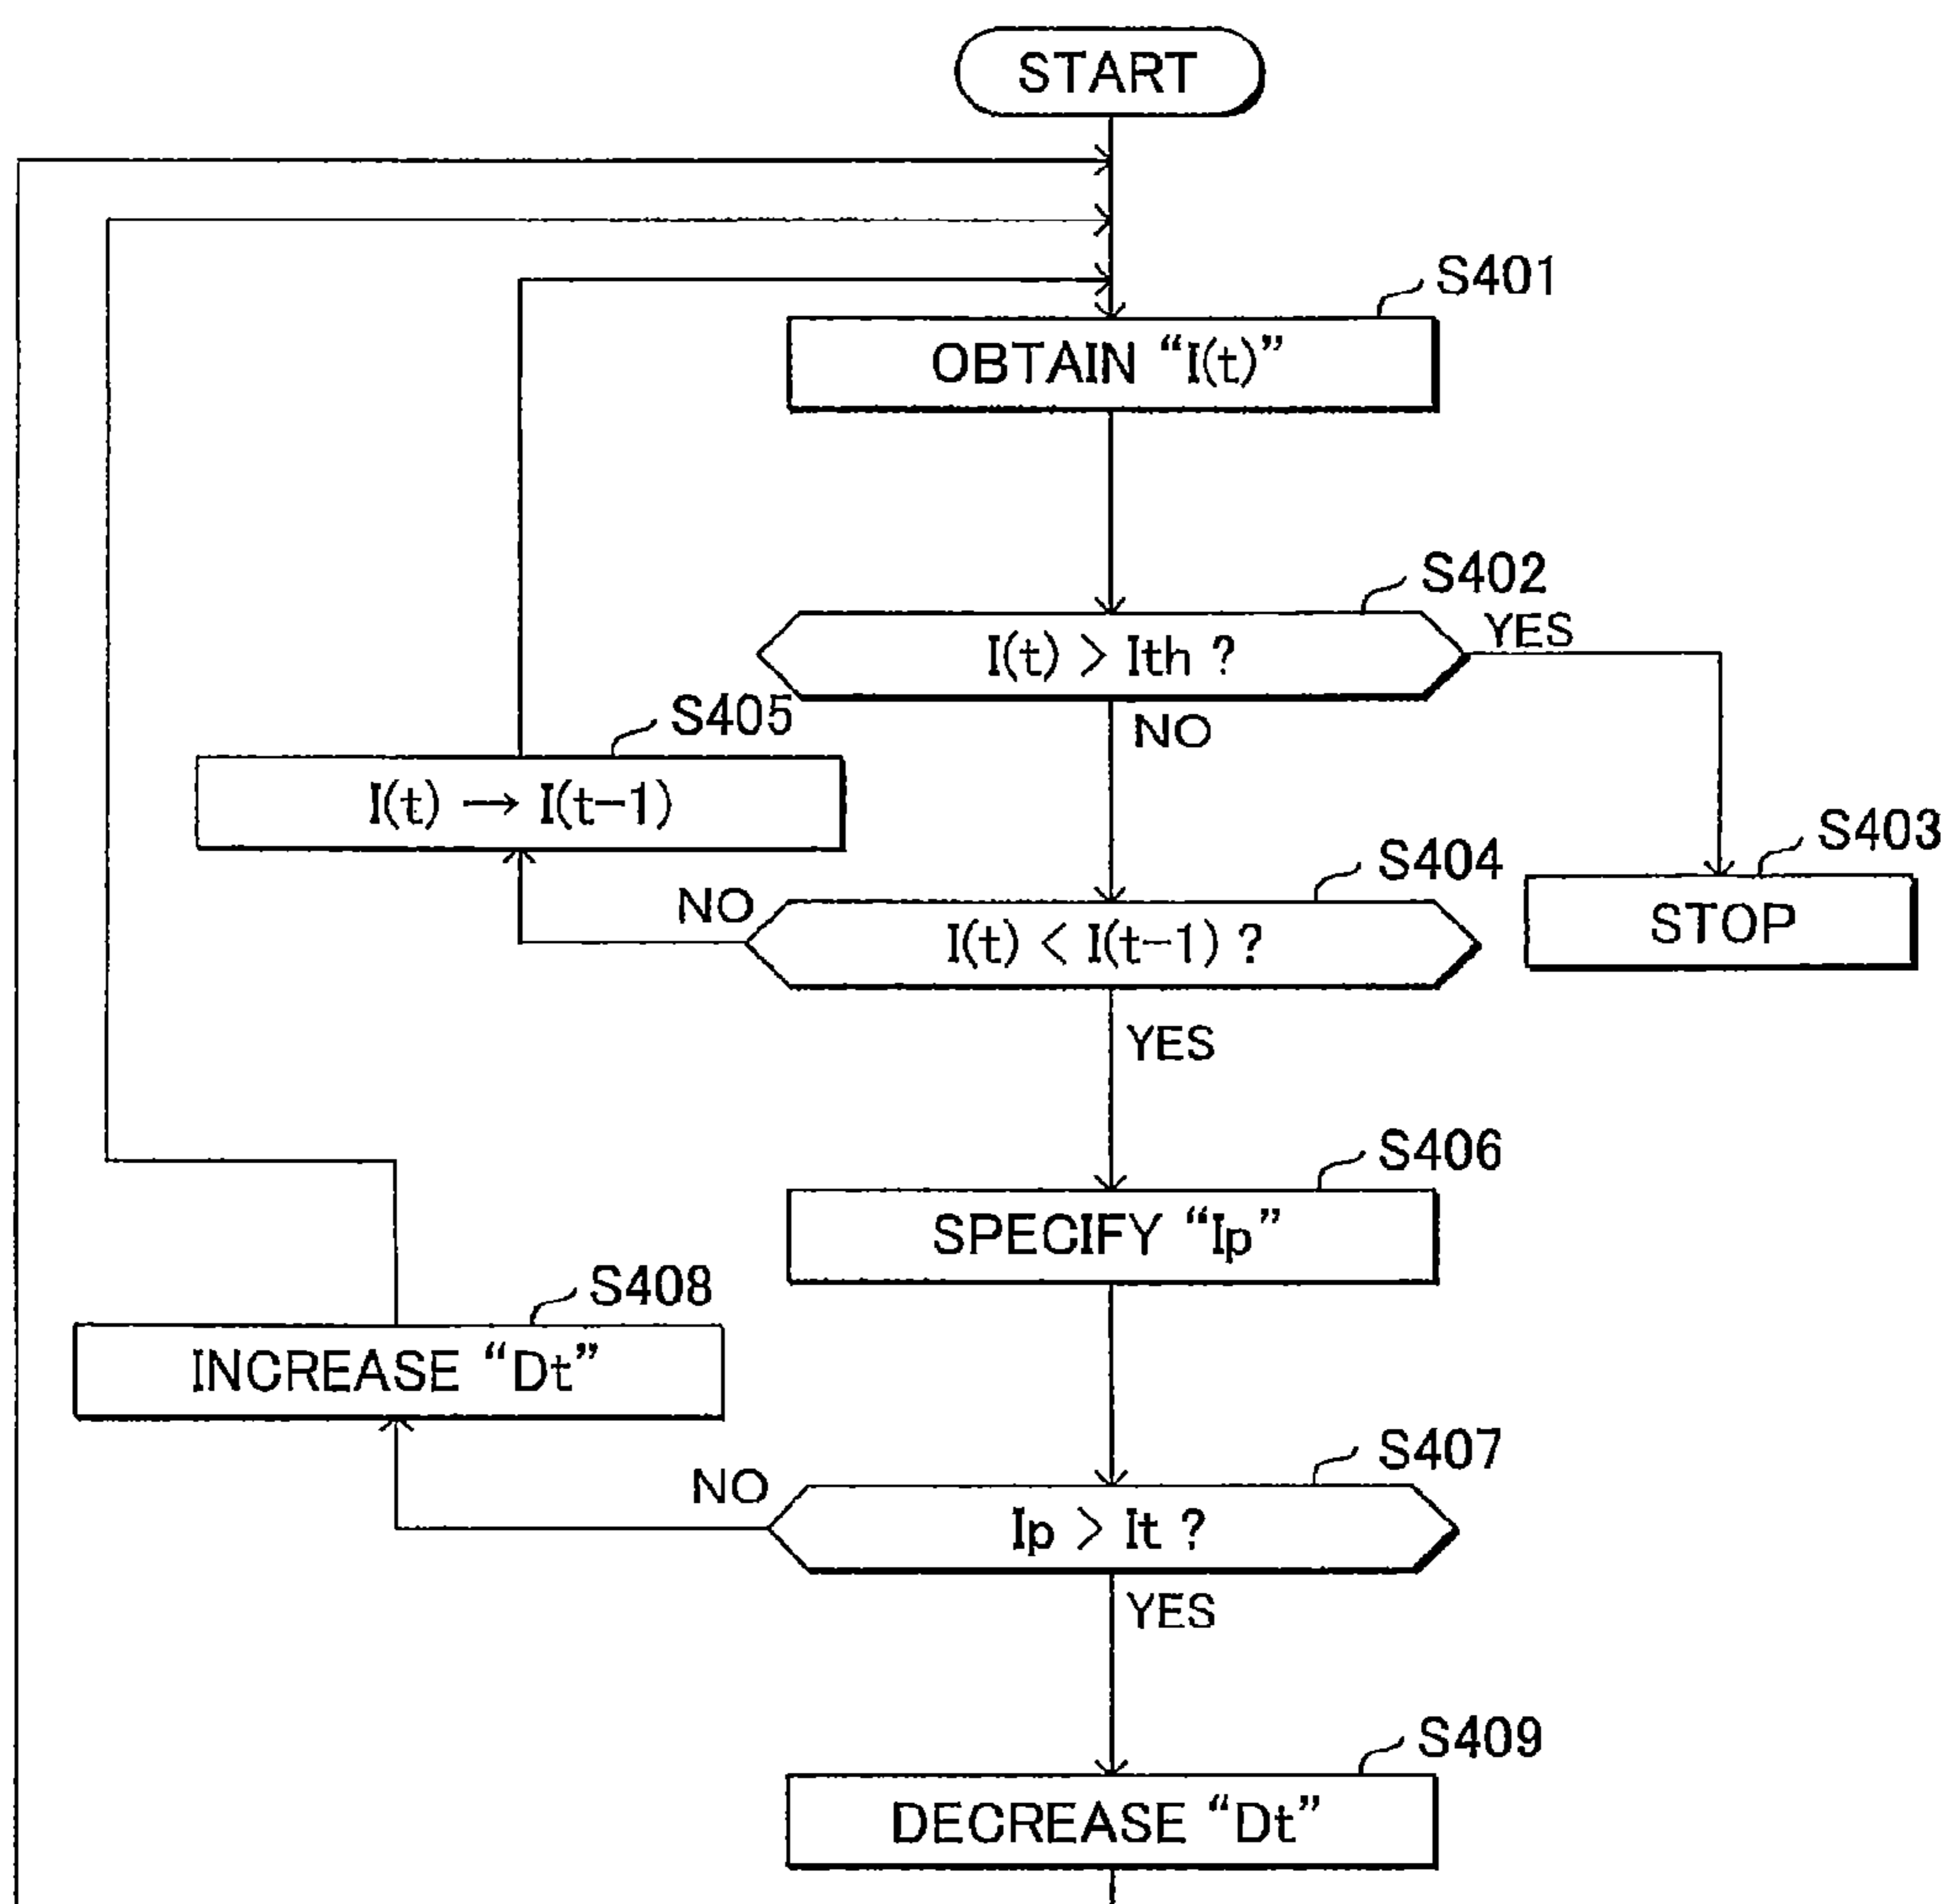 START
S401
OBTAIN “I(t)”
S402
I(t) > Ith ?
YES
NO
S405
I(t) → I(t−1)
S403
STOP
S404
NO
I(t) < I(t−1) ?
YES
S406
SPECIFY “Ip”
S408
INCREASE “Dt”
S407
NO
Ip > It ?
YES
S409
DECREASE “Dt”